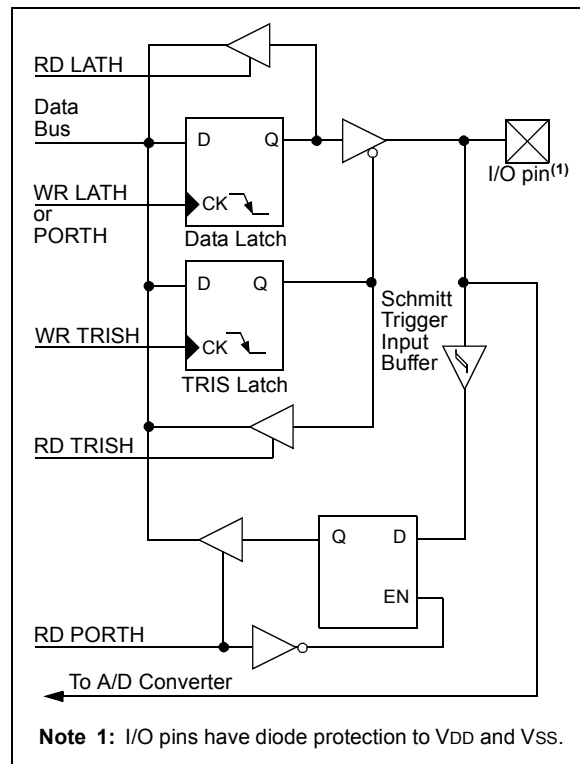 RD LATH
Data
Bus
D Q
I/O pin(1)
WR LATH
or
PORTH
CK
Data Latch
D Q
Schmitt
Trigger
Input
Buffer
WR TRISH
CK
TRIS Latch
RD TRISH
Q D
EN
RD PORTH
To A/D Converter
Note 1: I/O pins have diode protection to VDD and VSS.